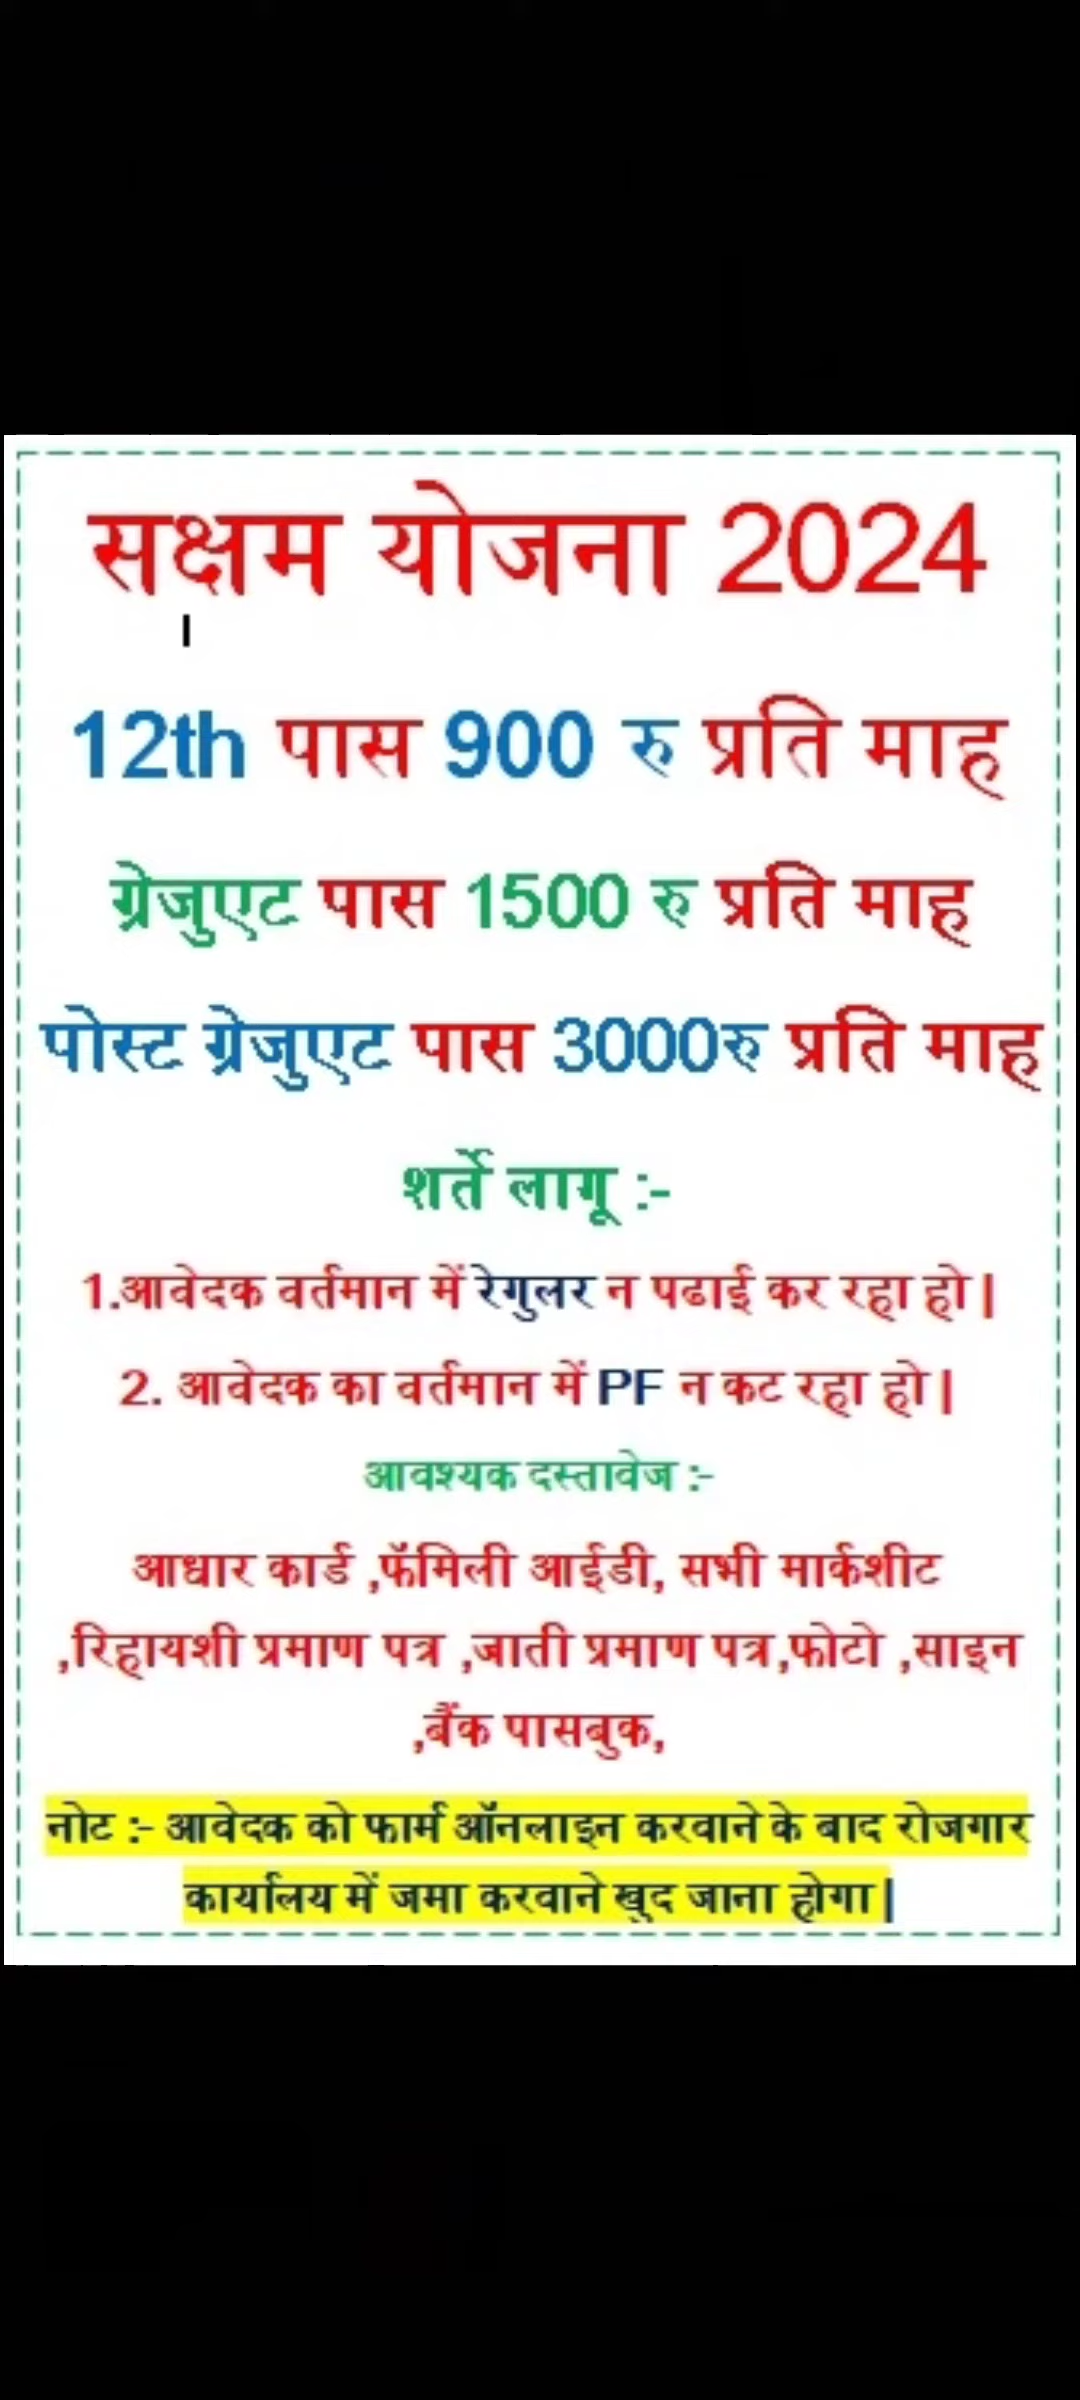 सक्षम योजना 2024
12th पास 900 रु प्रति माह
ग्रेजुएट पास 1500 रु प्रति माह
पोस्ट ग्रेजुएट पास 3000रु प्रति माह
शर्ते लागू :-
1.आवेदक वर्तमान में रेगुलर न पढाई कर रहा हो|
2. आवेदक का वर्तमान में PF न कट रहा हो|
आवश्यक दस्तावेज :-
आधार कार्ड ,फॅमिली आईडी, सभी मार्कशीट
,रिहायशी प्रमाण पत्र ,जाती प्रमाण पत्र,फोटो ,साइन
,बैंक पासबुक,
नोट :- आवेदक को फार्म ऑनलाइन करवाने के बाद रोजगार
कार्यालय में जमा करवाने खुद जाना होगा|